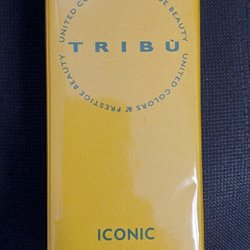 UNITED COLORS & PRESTIGE BEAUTY
TRIBÙ
ICONIC